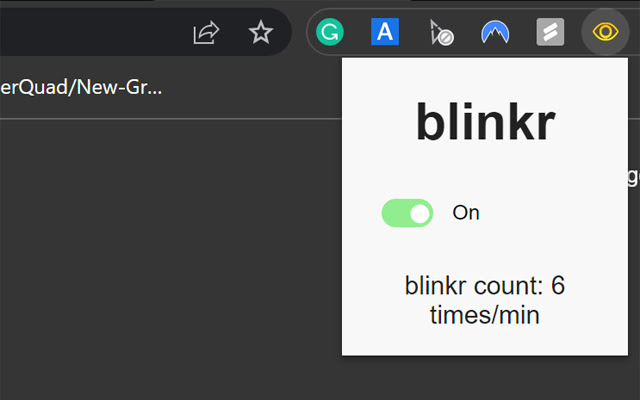 erQuad/New-Gr...
A
blinkr
On
blinkr count: 6
times/min